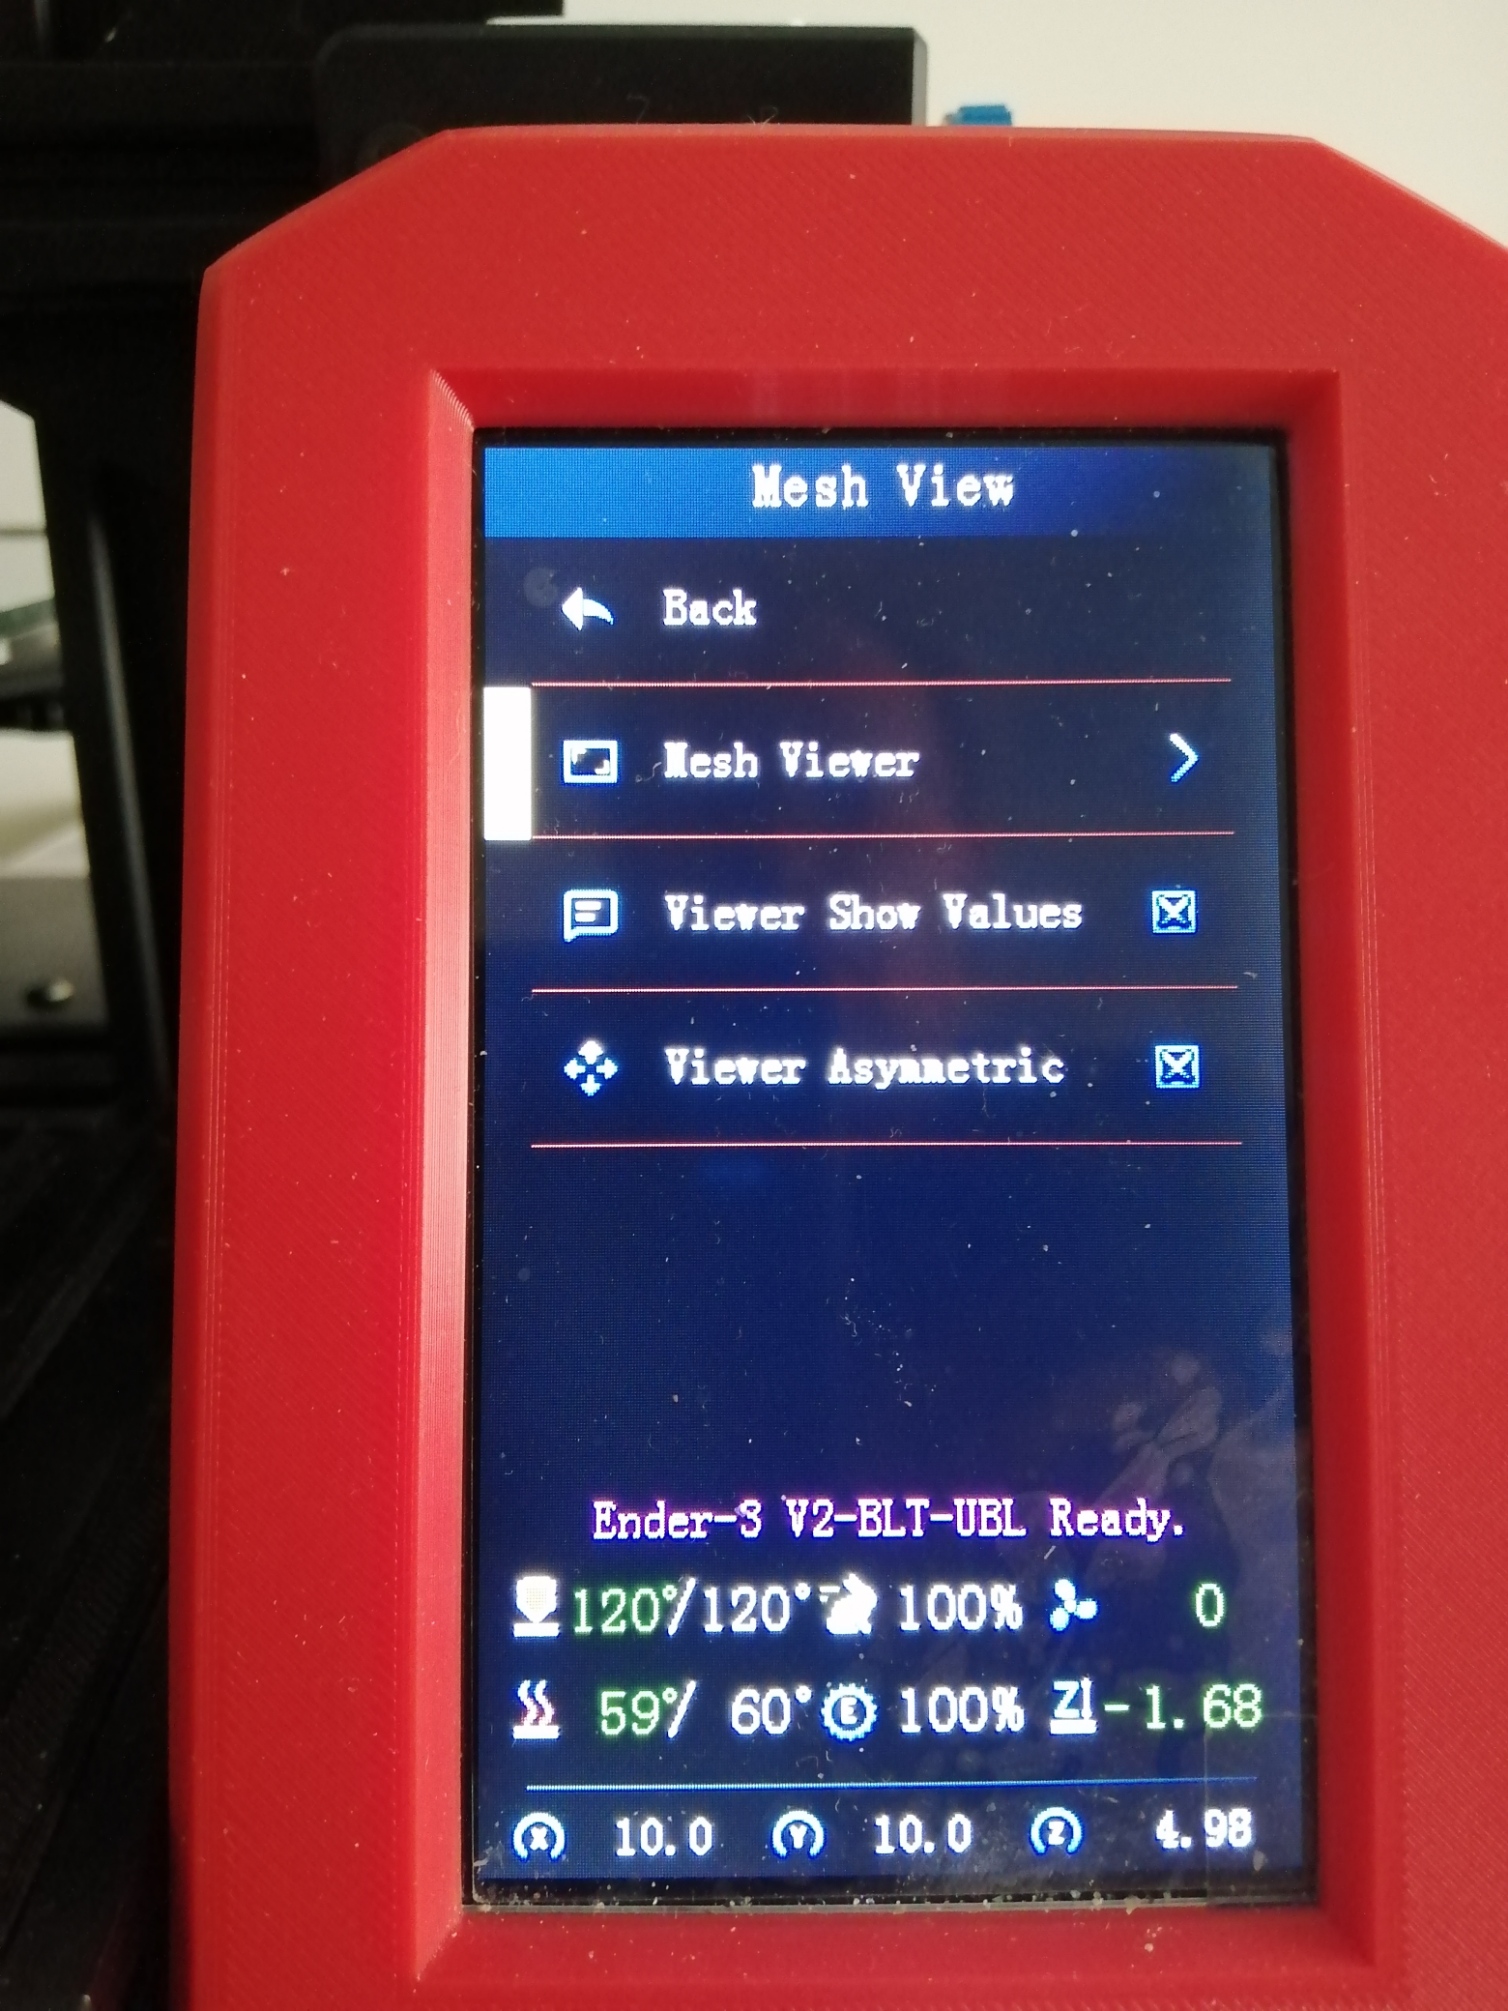 Mesh View
Back
Mesh Viewer
Viewer Show Values
Viewer Asymmetric
Ender-3 V2-BLT-UBL Ready.
120°/120° 100% 0
59°/ 60° E 100% Z -1.68
X 10.0 Y 10.0 Z 4.98